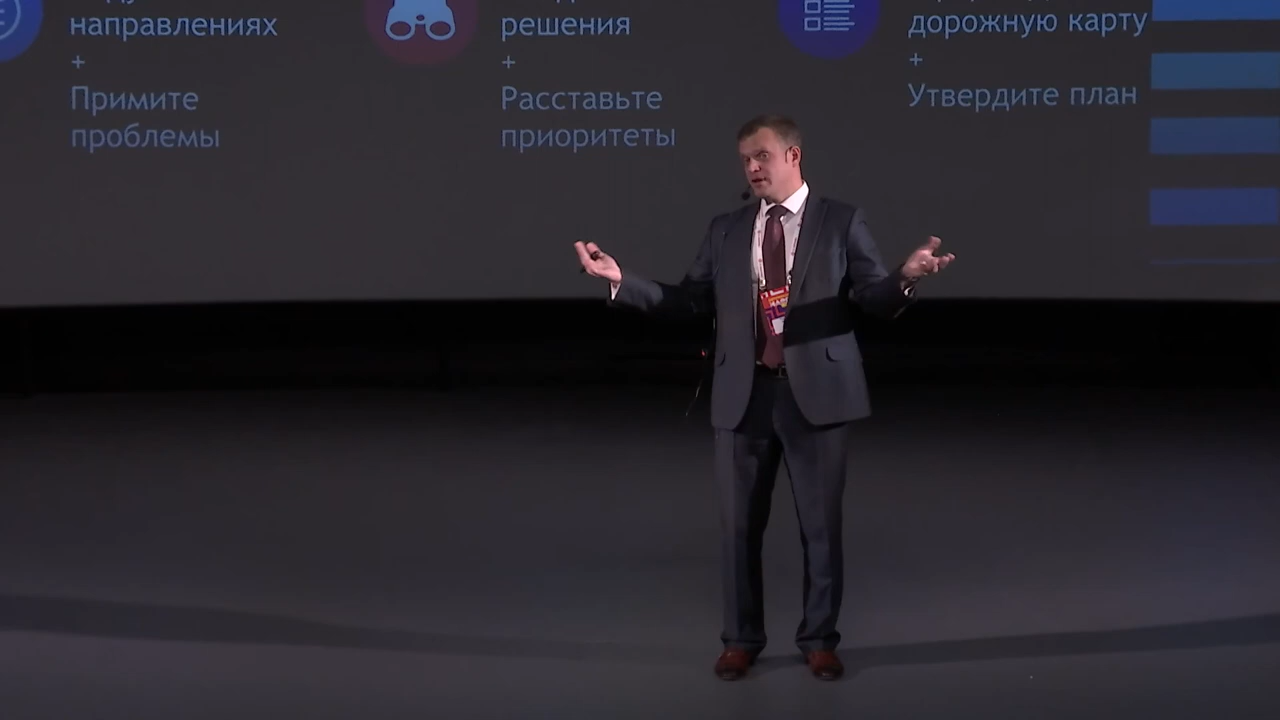 направлениях
+
Примите
проблемы
решения
+
Расставьте
приоритеты
дорожную карту
+
Утвердите план